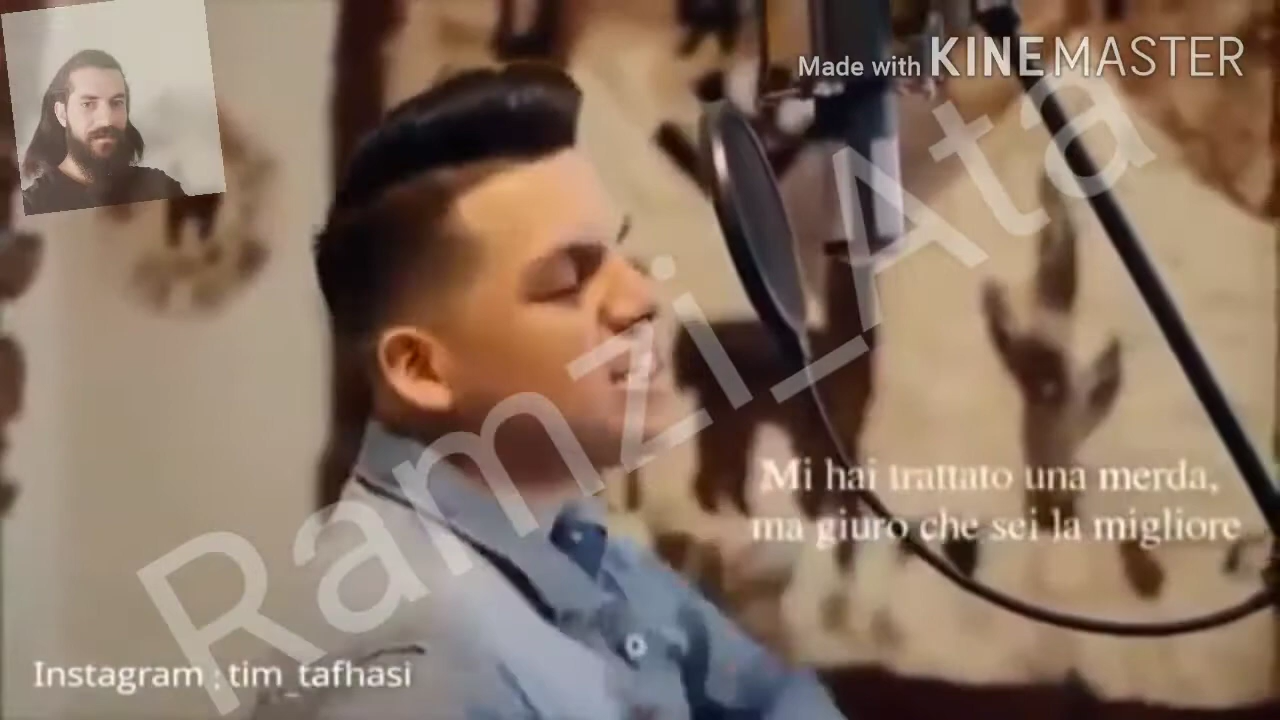 Made with KINEMASTER
Ramzi_Ata
Mi hai trattato una merda,
ma giuro che sei la migliore
Instagram : tim_tafhasi